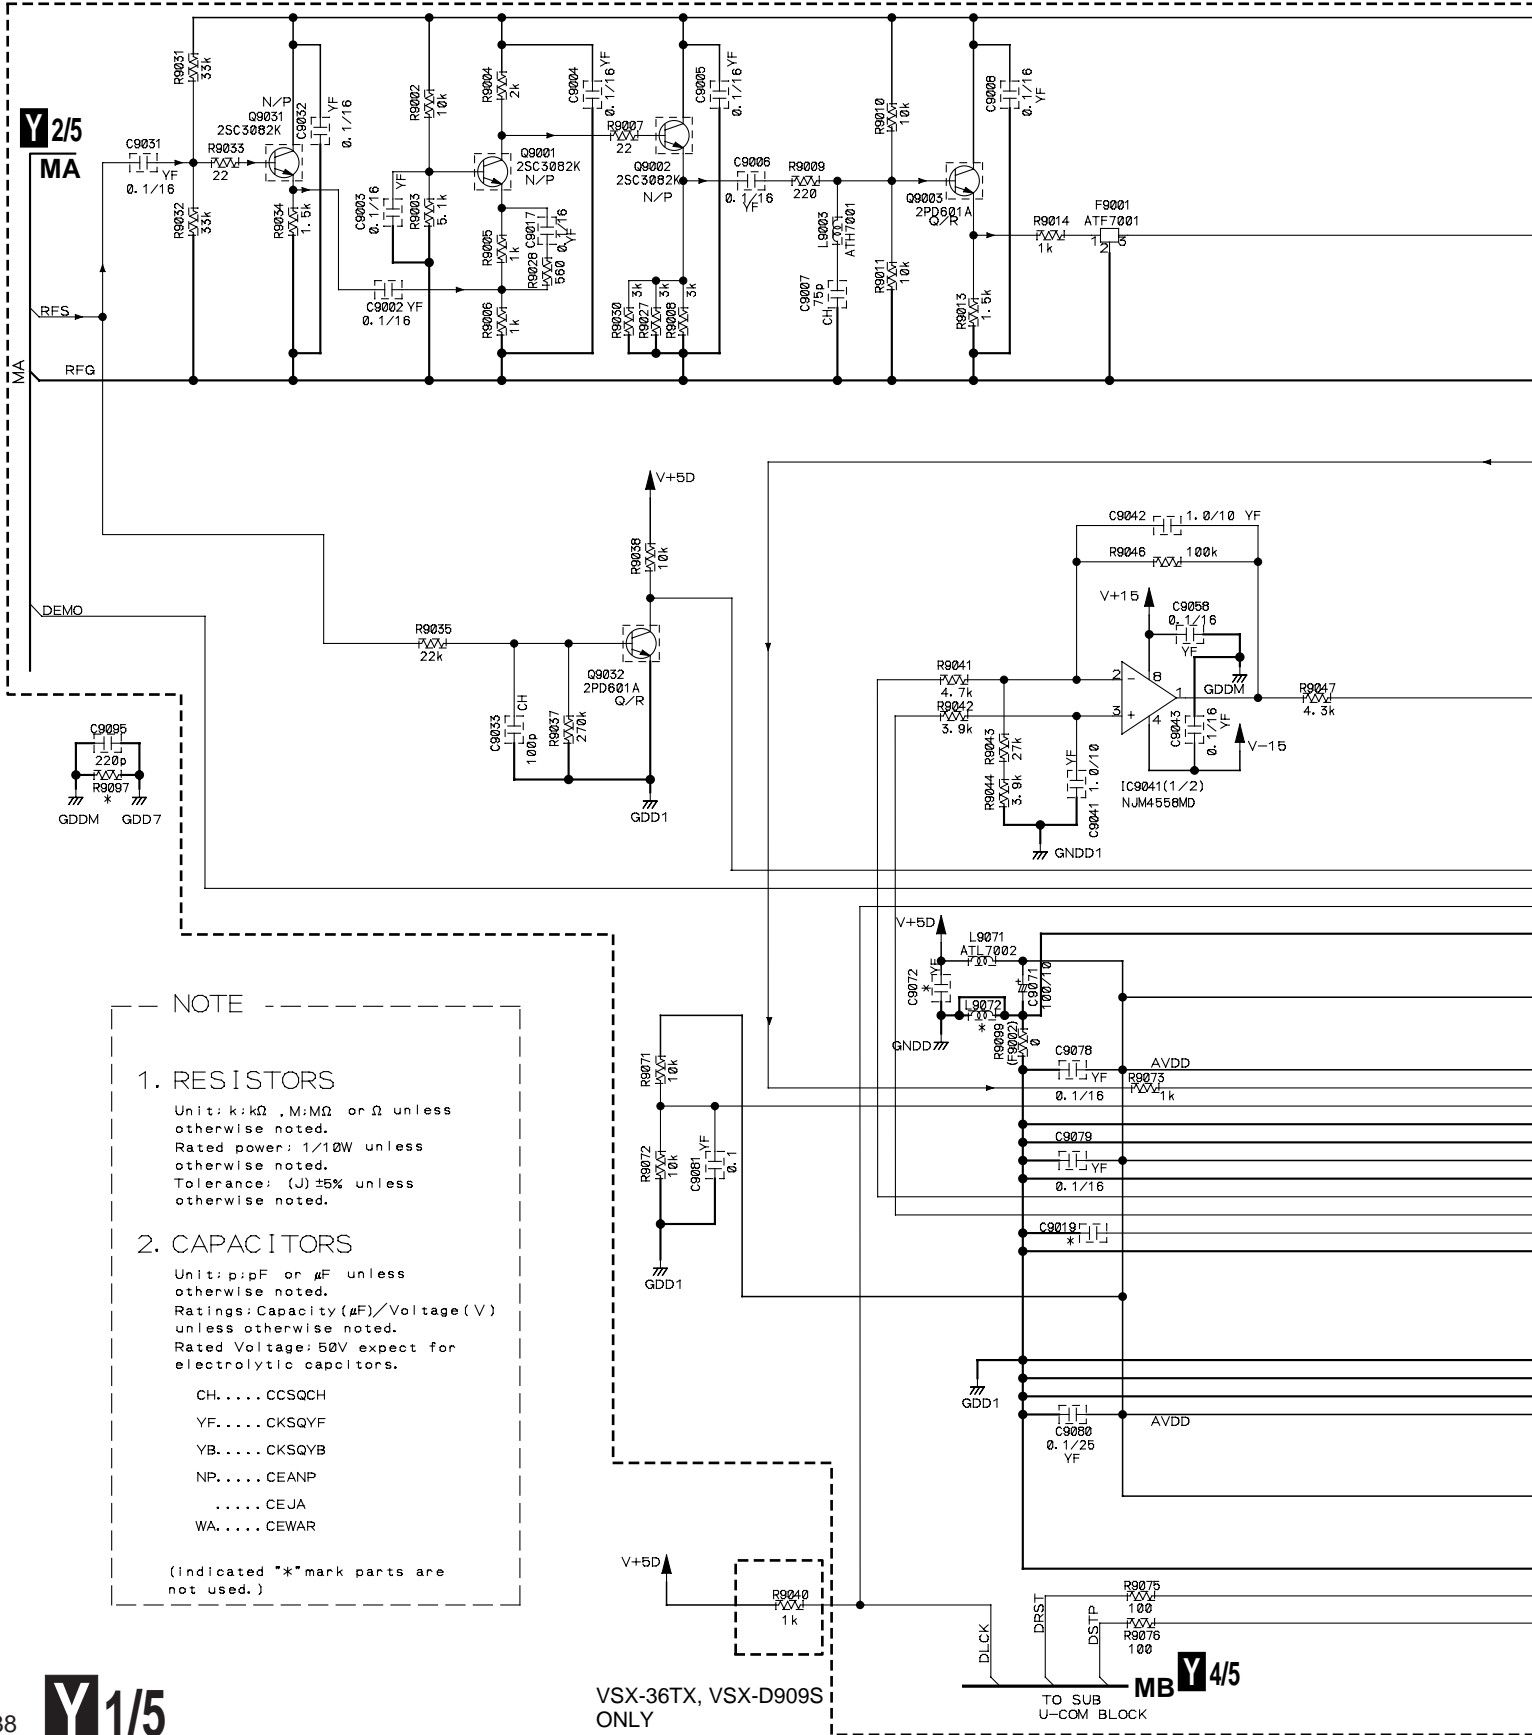 Y 2/5
MA
R9031
33k
C9031
YF
0.1/16
R9033
22
R9032
33k
N/P
Q9031
2SC3082K
R9034
1.5k
C9032
YF
0.1/16
R9002
10k
C9003
0.1/16
YF
R9003
5.1k
C9002 YF
0.1/16
R9004
2k
Q9001
2SC3082K
N/P
R9005
1k
R9028
560
C9017
0.1/16
YF
R9006
1k
C9004
0.1/16
YF
R9007
22
Q9002
2SC3082K
N/P
C9005
0.1/16
YF
R9030
3k
R9027
3k
R9008
3k
C9006
0.1/16
YF
R9009
220
L9003
ATH7001
C9007
75p
CH
R9010
10k
R9011
10k
Q9003
2PD601A
Q/R
C9008
0.1/16
YF
R9013
1.5k
R9014
1k
F9001
ATF7001
1
2
3
RFS
MA
RFG
DEMO
V+5D
R9038
10k
R9035
22k
Q9032
2PD601A
Q/R
C9033
100p
CH
R9037
270k
GDD1
C9042
1.0/10 YF
R9046
100k
V+15
C9058
0.1/16
YF
GDDM
R9041
4.7k
R9042
3.9k
2
3
8
1
4
−
+
R9047
4.3k
C9043
0.1/16
YF
V-15
R9043
27k
R9044
3.9k
YF
C9041 1.0/10
IC9041(1/2)
NJM4558MD
GNDD1
C9095
220p
R9097
*
GDDM
GDD7
V+5D
L9071
ATL7002
C9072
*
YF
C9071
100/10
+
L9072
*
GNDD
R9099
(F9002)
0
C9078
YF
0.1/16
AVDD
R9073
1k
C9079
YF
0.1/16
C9019
*
R9071
10k
R9072
10k
C9081
YF
0.1
GDD1
GDD1
C9080
0.1/25
YF
AVDD
NOTE
1. RESISTORS
Unit: k:kΩ , M:MΩ or Ω unless
otherwise noted.
Rated power: 1/10W unless
otherwise noted.
Tolerance: (J) ±5% unless
otherwise noted.
2. CAPACITORS
Unit: p:pF or µF unless
otherwise noted.
Ratings:Capacity(µF)/Voltage(V)
unless otherwise noted.
Rated Voltage: 50V expect for
electrolytic capcitors.
CH.....CCSQCH
YF.....CKSQYF
YB.....CKSQYB
NP.....CEANP
.....CEJA
WA.....CEWAR
(indicated "*" mark parts are
not used.)
V+5D
R9040
1k
VSX-36TX, VSX-D909S
ONLY
DLCK
DRST
DSTP
R9075
100
R9076
100
MB Y 4/5
TO SUB
U-COM BLOCK
Y 1/5